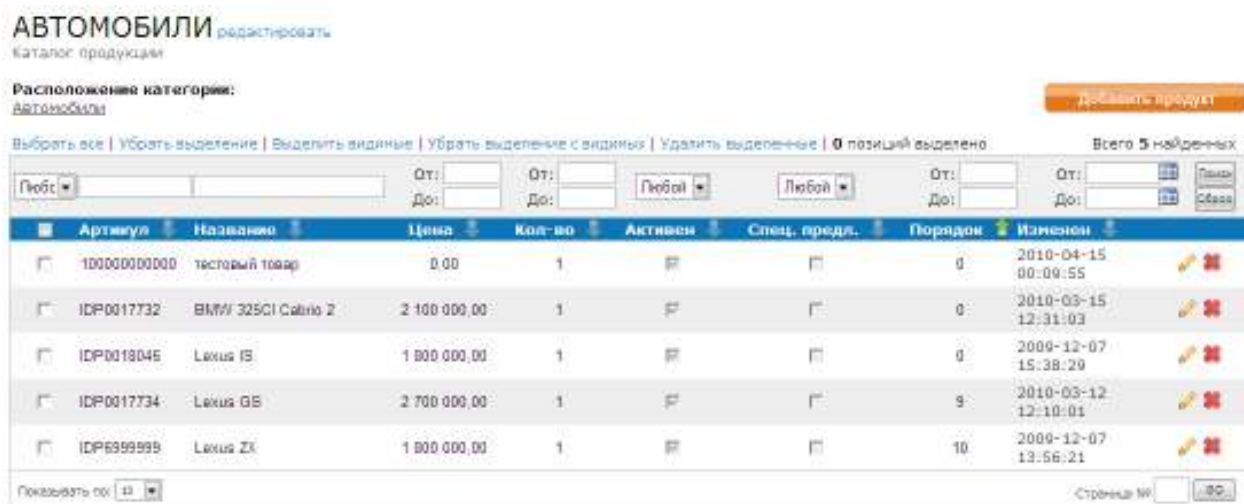 АВТОМОБИЛИ редактировать
Каталог продукции
Расположение категории:
Автомобили
Добавить продукт
Выбрать все | Убрать выделение | Выделить видимые | Убрать выделение с видимых | Удалить выделенные | 0 позиций выделено Всего 5 найденных
От: От: От: От: Поиск
Любой Любой
До: До: До: До: Сброс
Артикул Название Цена Кол-во Активен Спец. предл. Порядок Изменен
100000000000 тестовый товар 0,00 1 0 2010-04-15 00:09:55
IDP0017732 BMW 325CI Cabrio 2 2 100 000,00 1 0 2010-03-15 12:31:03
IDP0018045 Lexus IS 1 800 000,00 1 0 2009-12-07 15:38:29
IDP0017734 Lexus GS 2 700 000,00 1 9 2010-03-12 12:10:01
IDP6999999 Lexus ZX 1 800 000,00 1 10 2009-12-07 13:56:21
Показывать по: Страница №